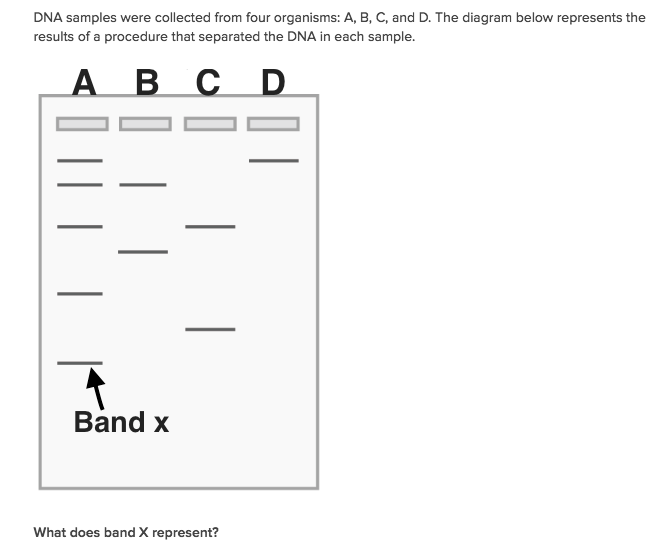 DNA samples were collected from four organisms: A, B, C, and D. The diagram below represents the
results of a procedure that separated the DNA in each sample.
A B C D
Band x
What does band X represent?